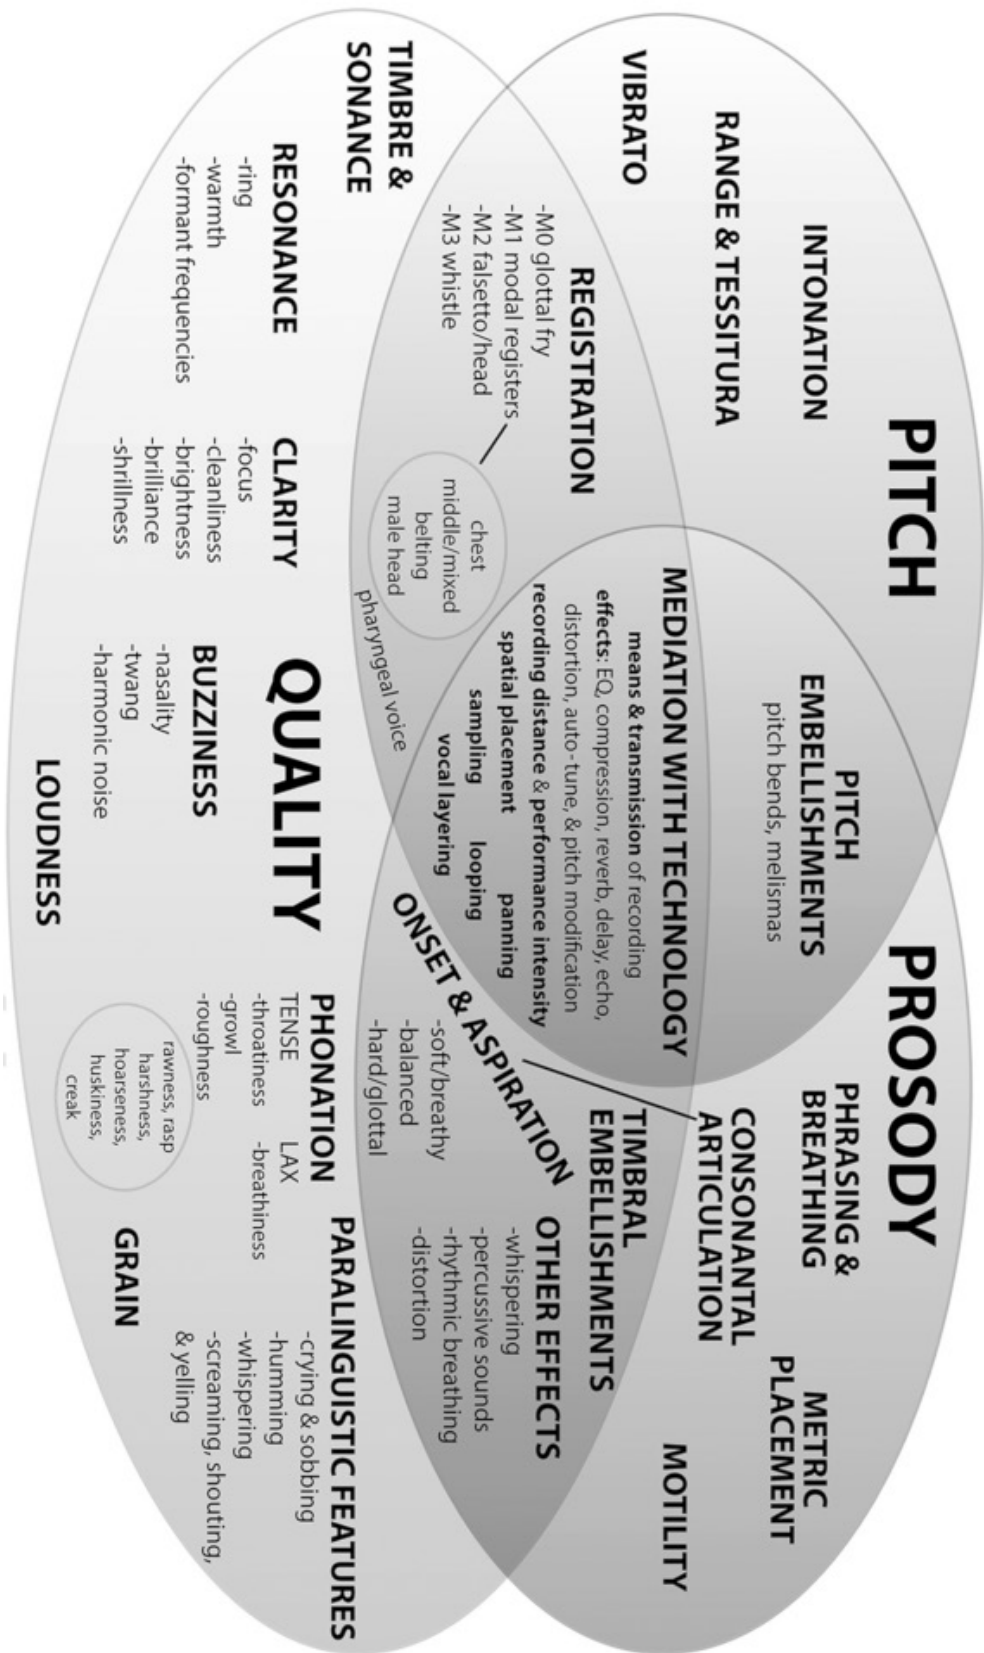 PITCH
PROSODY
INTONATION
RANGE & TESSITURA
VIBRATO
PITCH
EMBELLISHMENTS
pitch bends, melismas
PHRASING &
BREATHING
METRIC
PLACEMENT
CONSONANTAL
ARTICULATION
MOTILITY
REGISTRATION
-M0 glottal fry
-M1 modal registers
-M2 falsetto/head
-M3 whistle
chest
middle/mixed
belting
male head
pharyngeal voice
MEDIATION WITH TECHNOLOGY
means & transmission of recording
effects: EQ, compression, reverb, delay, echo,
distortion, auto-tune, & pitch modification
recording distance & performance intensity
spatial placement panning
sampling looping
vocal layering
ONSET & ASPIRATION
-soft/breathy
-balanced
-hard/glottal
TIMBRAL
EMBELLISHMENTS
OTHER EFFECTS
-whispering
-percussive sounds
-rhythmic breathing
-distortion
TIMBRE &
SONANCE
QUALITY
RESONANCE
-ring
-warmth
-formant frequencies
CLARITY
-focus
-cleanliness
-brightness
-brilliance
-shrillness
BUZZINESS
-nasality
-twang
-harmonic noise
LOUDNESS
PHONATION
TENSE LAX
-throatiness -breathiness
-growl
-roughness
rawness, rasp
harshness,
hoarseness,
huskiness,
creak
GRAIN
PARALINGUISTIC FEATURES
-crying & sobbing
-humming
-whispering
-screaming, shouting,
& yelling